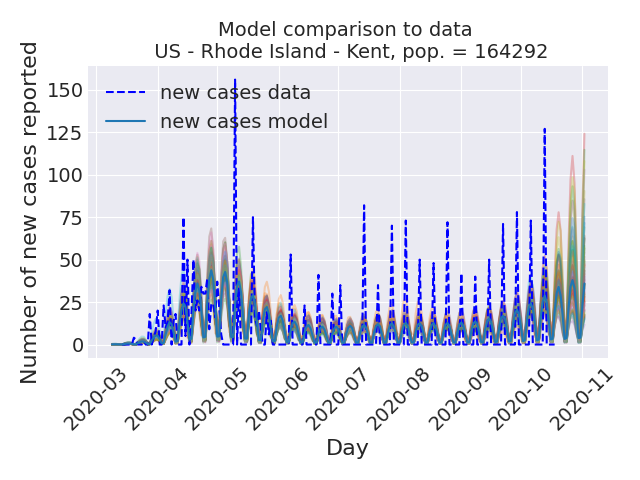 Model comparison to data
US - Rhode Island - Kent, pop. = 164292
Number of new cases reported
150
125
100
75
50
25
0
new cases data
new cases model
2020-03
2020-04
2020-05
2020-06
2020-07
2020-08
2020-09
2020-10
2020-11
Day